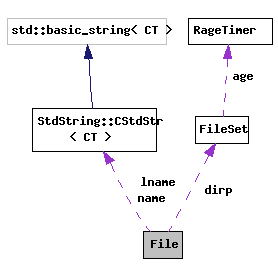 std::basic_string< CT >
RageTimer
age
StdString::CStdStr
< CT >
FileSet
lname
name
dirp
File